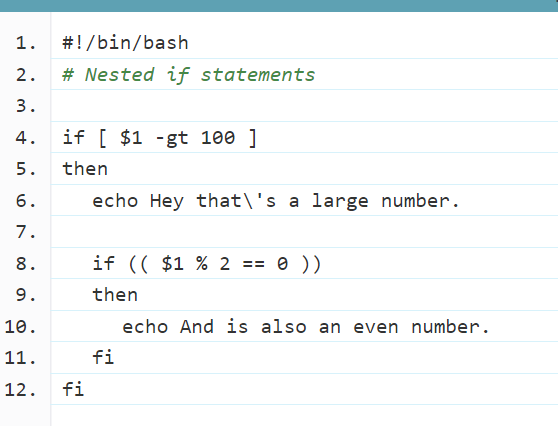 1. #!/bin/bash
2. # Nested if statements
3.
4. if [ $1 -gt 100 ]
5. then
6.    echo Hey that\'s a large number.
7.
8.    if (( $1 % 2 == 0 ))
9.    then
10.       echo And is also an even number.
11.    fi
12. fi